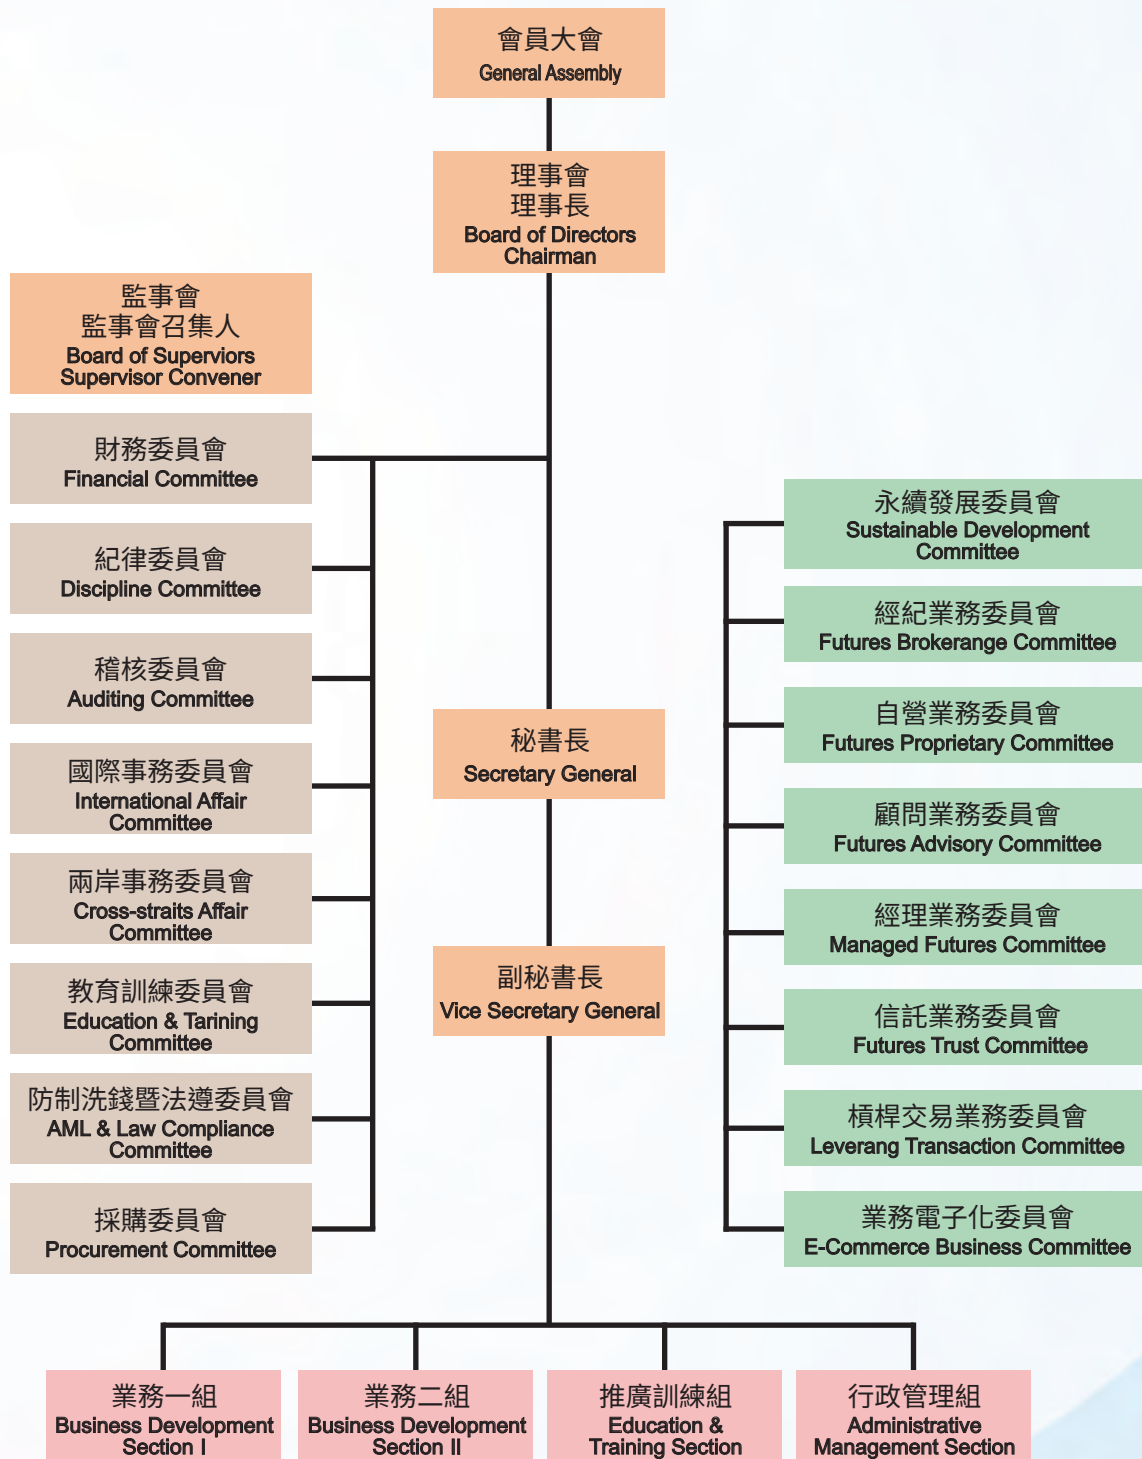 會員大會
General Assembly
理事會
理事長
Board of Directors
Chairman
監事會
監事會召集人
Board of Superviors
Supervisor Convener
財務委員會
Financial Committee
紀律委員會
Discipline Committee
稽核委員會
Auditing Committee
國際事務委員會
International Affair
Committee
兩岸事務委員會
Cross-straits Affair
Committee
教育訓練委員會
Education & Tarining
Committee
防制洗錢暨法遵委員會
AML & Law Compliance
Committee
採購委員會
Procurement Committee
秘書長
Secretary General
副秘書長
Vice Secretary General
永續發展委員會
Sustainable Development
Committee
經紀業務委員會
Futures Brokerange Committee
自營業務委員會
Futures Proprietary Committee
顧問業務委員會
Futures Advisory Committee
經理業務委員會
Managed Futures Committee
信託業務委員會
Futures Trust Committee
槓桿交易業務委員會
Leverang Transaction Committee
業務電子化委員會
E-Commerce Business Committee
業務一組
Business Development
Section I
業務二組
Business Development
Section II
推廣訓練組
Education &
Training Section
行政管理組
Administrative
Management Section